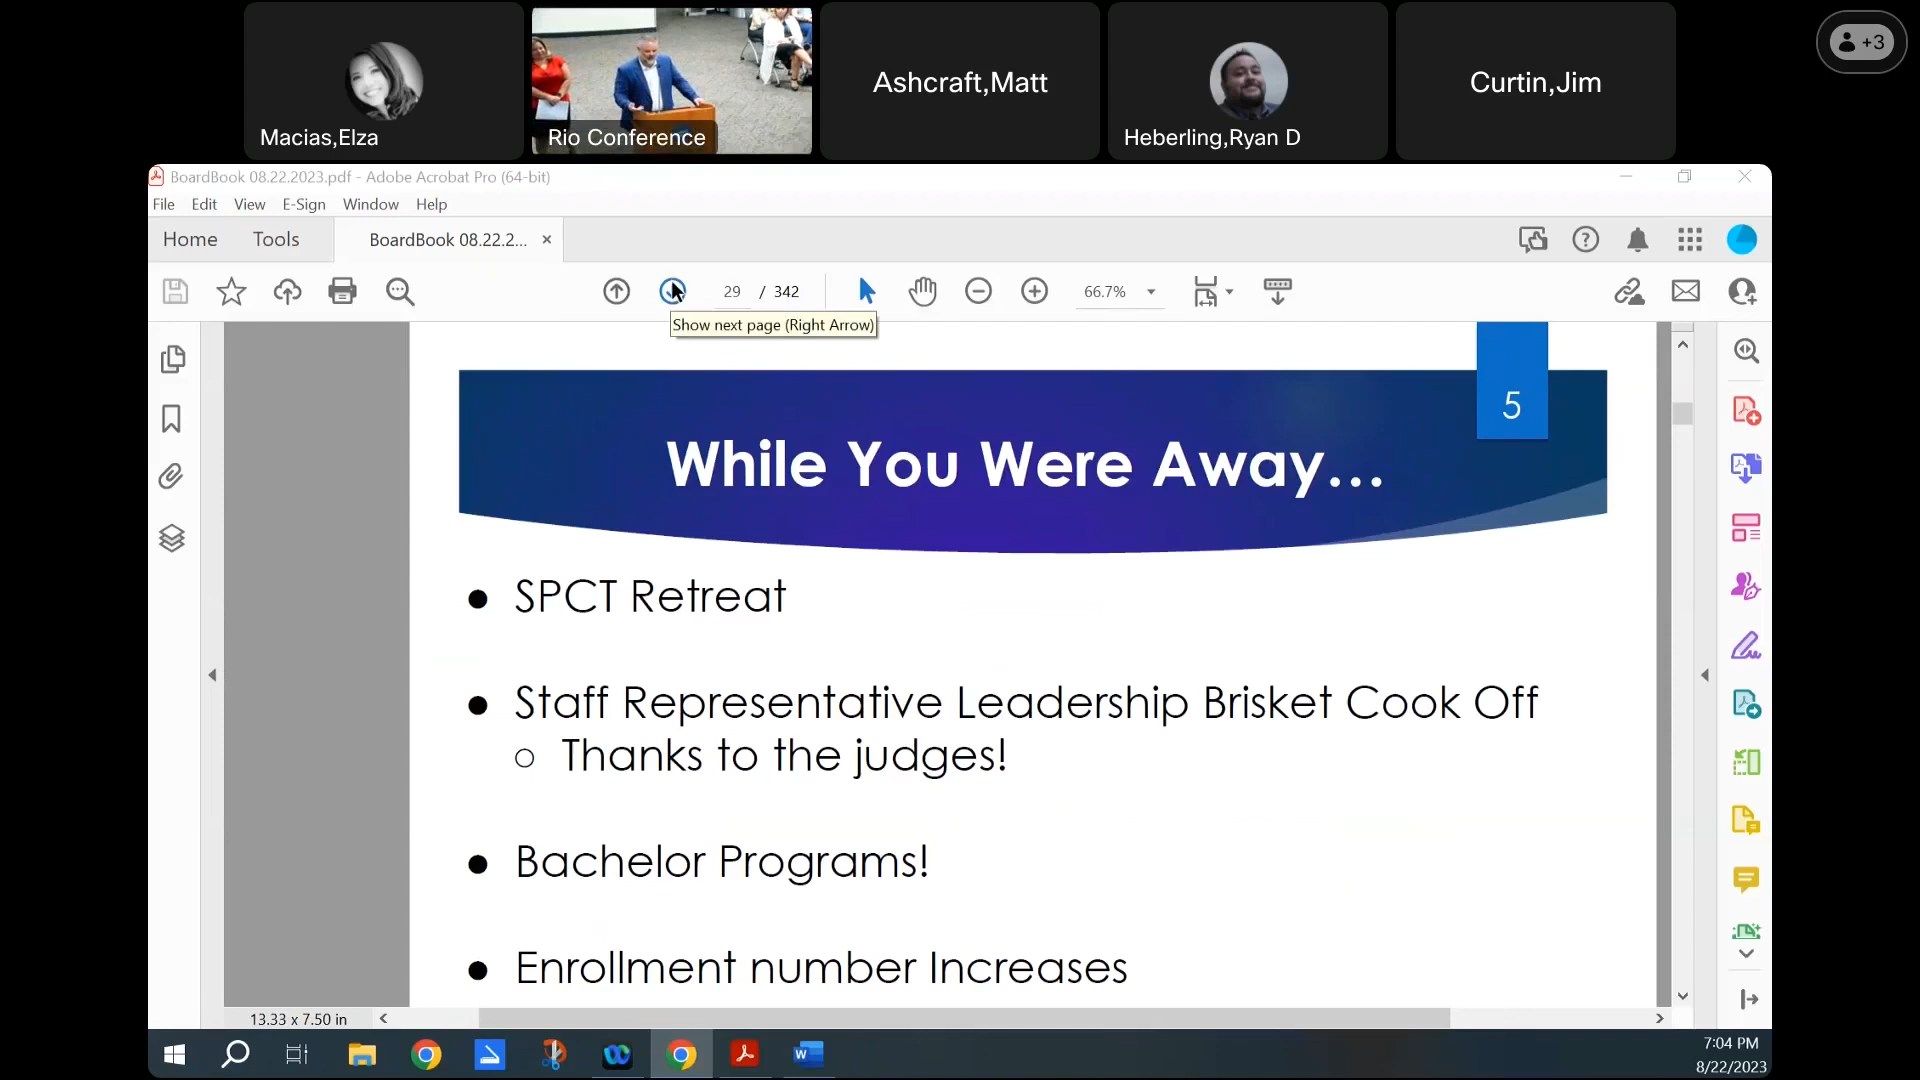 Macias,Elza
Rio Conference
Ashcraft,Matt
Heberling,Ryan D
Curtin,Jim
+3
BoardBook 08.22.2023.pdf - Adobe Acrobat Pro (64-bit)
File Edit View E-Sign Window Help
Home Tools BoardBook 08.22.2... ×
29 / 342 66.7%
Show next page (Right Arrow)
5
While You Were Away...
● SPCT Retreat
● Staff Representative Leadership Brisket Cook Off
○ Thanks to the judges!
● Bachelor Programs!
● Enrollment number Increases
13.33 x 7.50 in
7:04 PM
8/22/2023